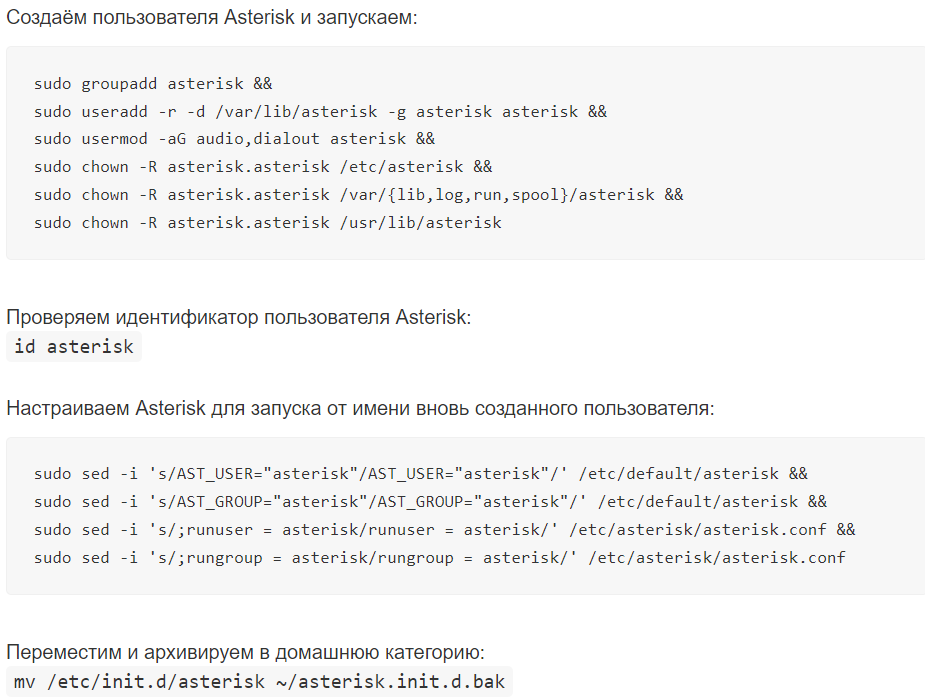 Создаём пользователя Asterisk и запускаем:
sudo groupadd asterisk &&
sudo useradd -r -d /var/lib/asterisk -g asterisk asterisk &&
sudo usermod -aG audio,dialout asterisk &&
sudo chown -R asterisk.asterisk /etc/asterisk &&
sudo chown -R asterisk.asterisk /var/{lib,log,run,spool}/asterisk &&
sudo chown -R asterisk.asterisk /usr/lib/asterisk
Проверяем идентификатор пользователя Asterisk:
id asterisk
Настраиваем Asterisk для запуска от имени вновь созданного пользователя:
sudo sed -i 's/AST_USER="asterisk"/AST_USER="asterisk"/' /etc/default/asterisk &&
sudo sed -i 's/AST_GROUP="asterisk"/AST_GROUP="asterisk"/' /etc/default/asterisk &&
sudo sed -i 's/;runuser = asterisk/runuser = asterisk/' /etc/asterisk/asterisk.conf &&
sudo sed -i 's/;rungroup = asterisk/rungroup = asterisk/' /etc/asterisk/asterisk.conf
Переместим и архивируем в домашнюю категорию:
mv /etc/init.d/asterisk ~/asterisk.init.d.bak